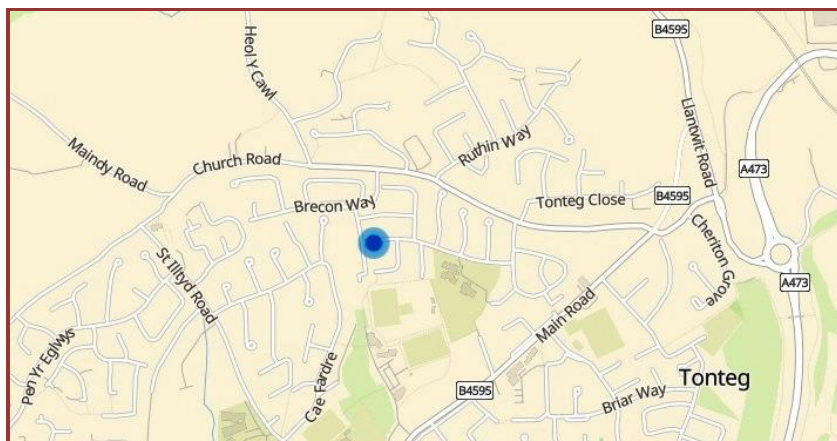 B4595
Heol Y Cawl
Llantwit Road
Maindy Road
Church Road
Ruthin Way
A473
Brecon Way
Tonteg Close
B4595
Cheriton Grove
St Illtyd Road
A473
Main Road
Pen Yr Eglwys
Cae Fardre
B4595
Briar Way
Tonteg